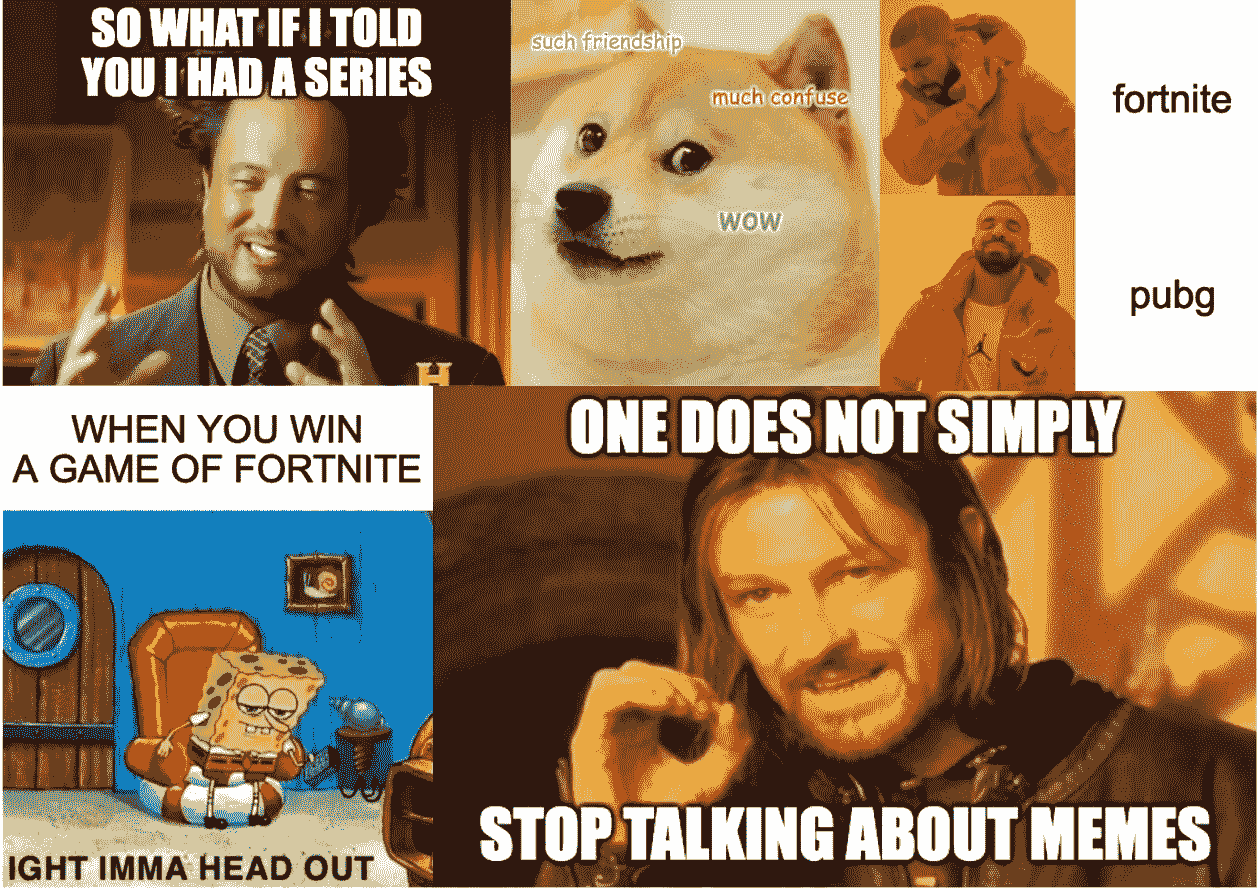 SO WHAT IF I TOLD
YOU I HAD A SERIES
H
such friendship
much confuse
wow
fortnite
pubg
WHEN YOU WIN
A GAME OF FORTNITE
IGHT IMMA HEAD OUT
ONE DOES NOT SIMPLY
STOP TALKING ABOUT MEMES